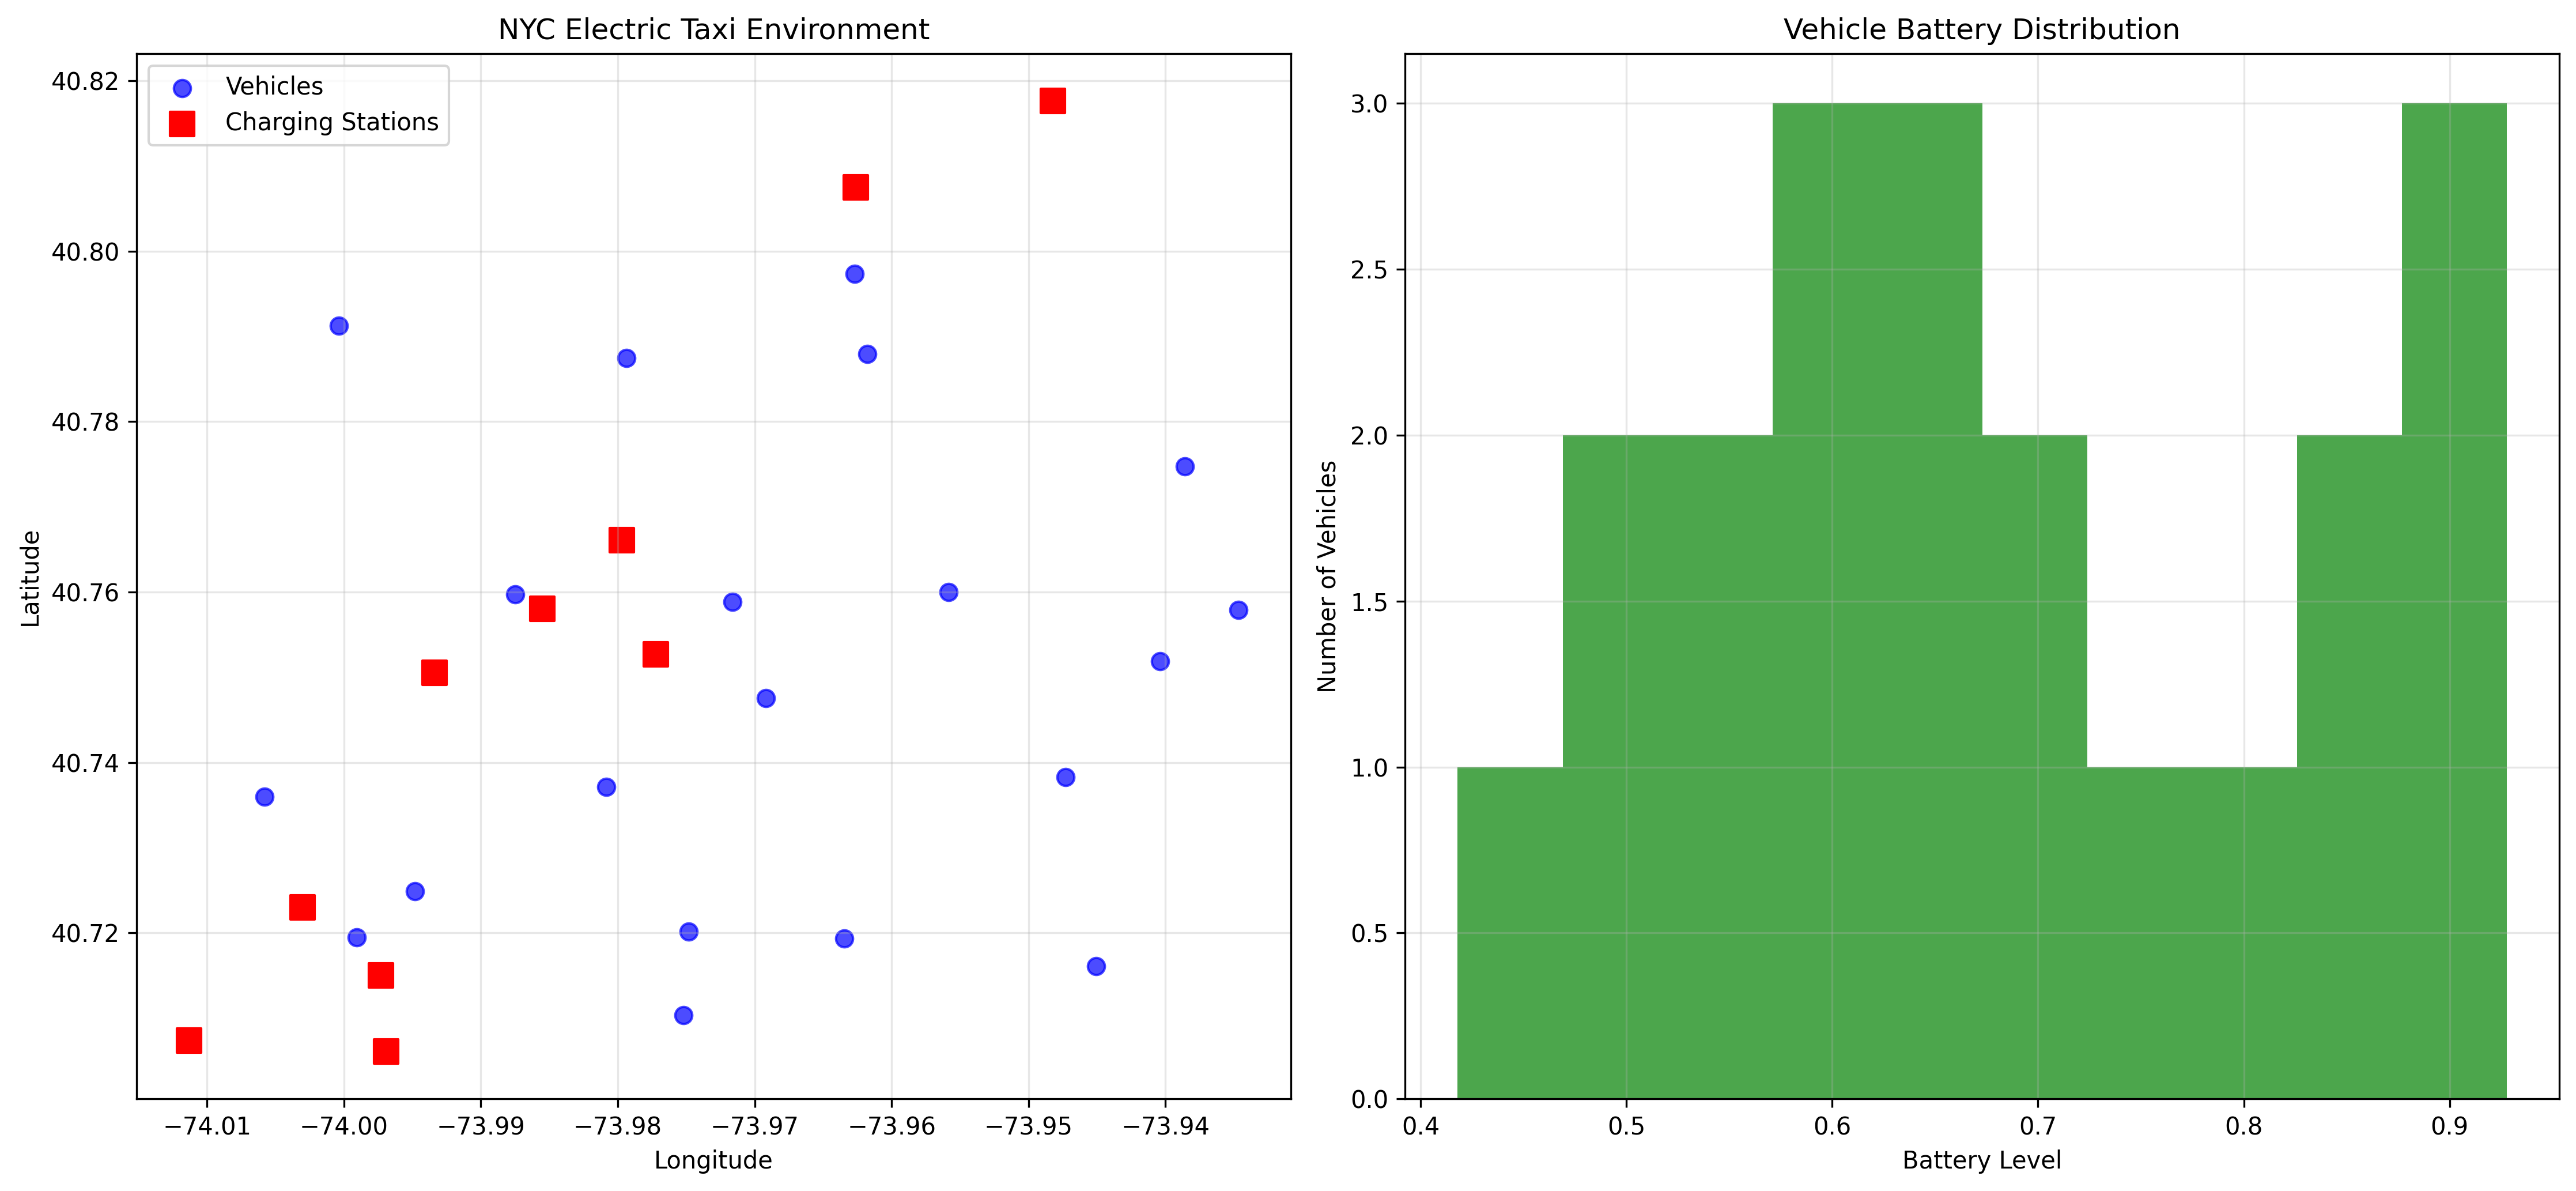 NYC Electric Taxi Environment
Vehicles
Charging Stations
40.82
40.80
40.78
40.76
40.74
40.72
Latitude
−74.01 −74.00 −73.99 −73.98 −73.97 −73.96 −73.95 −73.94
Longitude
Vehicle Battery Distribution
3.0
2.5
2.0
1.5
1.0
0.5
0.0
Number of Vehicles
0.4 0.5 0.6 0.7 0.8 0.9
Battery Level